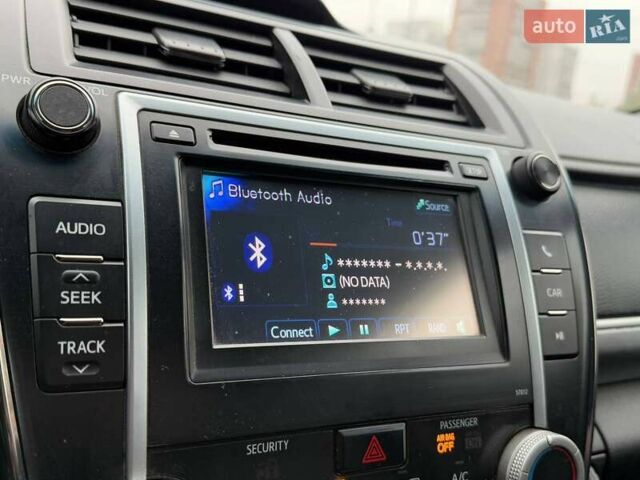 auto RIA
.com
PWR VOL
AUDIO
SEEK
TRACK
Bluetooth Audio
Source
Time
0'37"
******* - *.*.*.
(NO DATA)
*******
Connect RPT RAND
CAR
57012
SECURITY
PASSENGER
AIR BAG
OFF
A/C